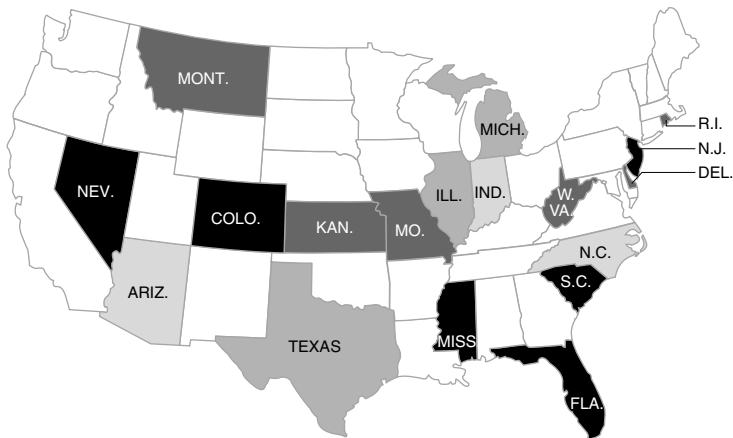 MONT.
R.I.
MICH.
N.J.
DEL.
NEV.
ILL.
IND.
W.
VA.
COLO.
KAN.
MO.
N.C.
S.C.
ARIZ.
TEXAS
MISS
FLA.